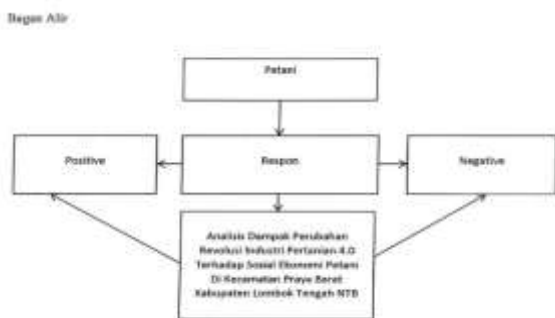 Bagan Alir
Petani
Positive
Respon
Negative
Analisis Dampak Perubahan
Revolusi Industri Pertanian 4.0
Terhadap Sosial Ekonomi Petani
Di Kecamatan Praya Barat
Kabupaten Lombok Tengah NTB